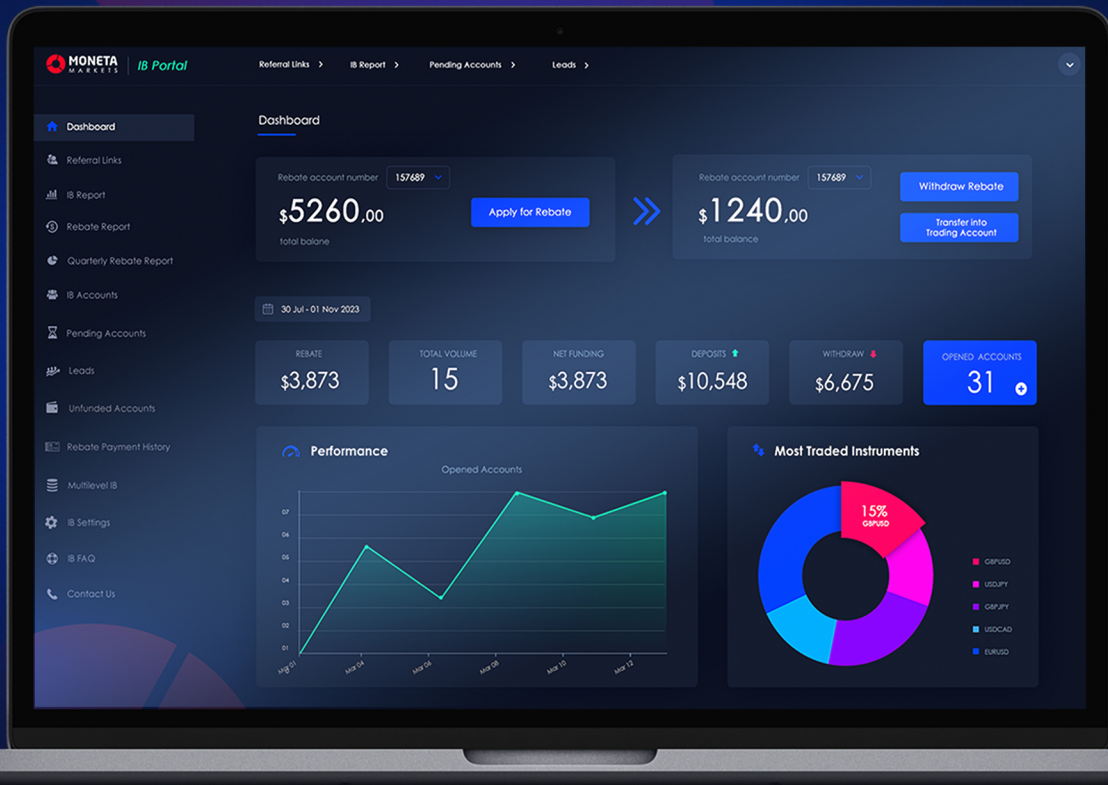 MONETA
MARKETS
IB Portal
Referral Links
IB Report
Pending Accounts
Leads
Dashboard
Referral Links
IB Report
Rebate Report
Quarterly Rebate Report
IB Accounts
Pending Accounts
Leads
Unfunded Accounts
Rebate Payment History
Multilevel IB
IB Settings
IB FAQ
Contact Us
Dashboard
Rebate account number 157689
$5260,00
total balane
Apply for Rebate
Rebate account number 157689
$1240,00
total balance
Withdraw Rebate
Transfer into
Trading Account
30 Jul - 01 Nov 2023
REBATE
$3,873
TOTAL VOLUME
15
NET FUNDING
$3,873
DEPOSITS
$10,548
WITHDRAW
$6,675
OPENED ACCOUNTS
31
Performance
Opened Accounts
07
06
05
04
03
02
01
Mar 01
Mar 04
Mar 06
Mar 08
Mar 10
Mar 12
Most Traded Instruments
15%
GBPUSD
GBPUSD
USDJPY
GBPJPY
USDCAD
EURUSD